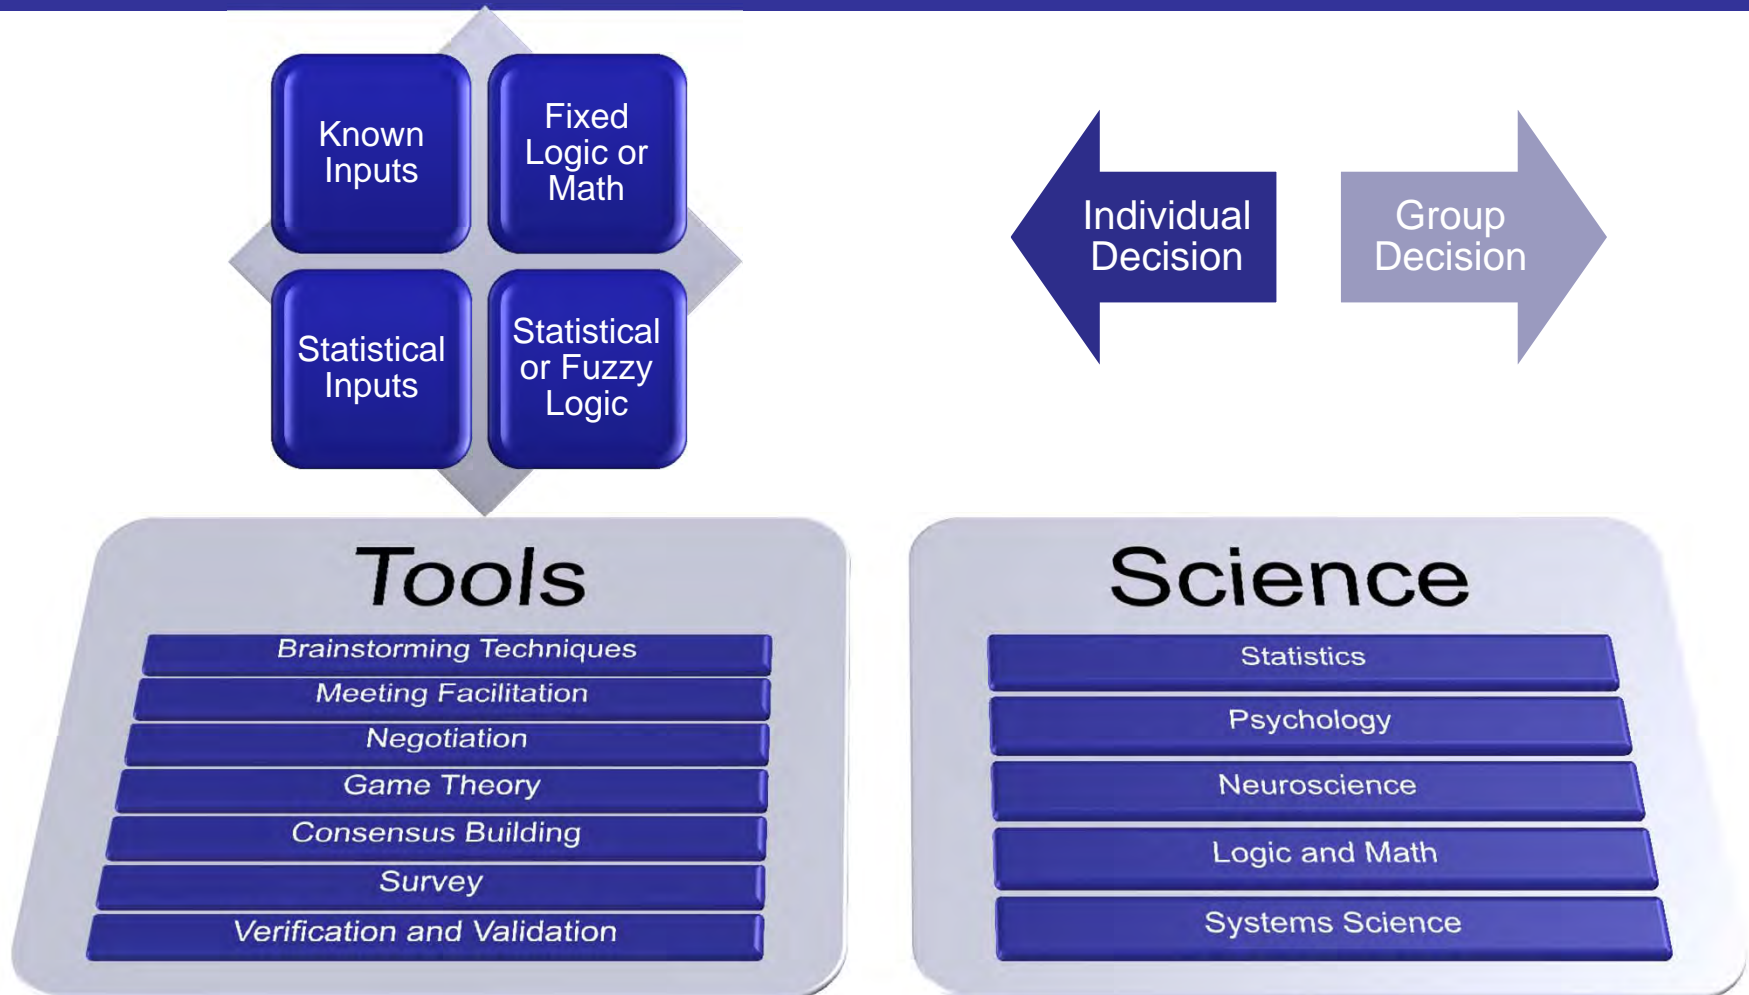 Known
Inputs
Fixed
Logic or
Math
Statistical
Inputs
Statistical
or Fuzzy
Logic
Individual
Decision
Group
Decision
Tools
Brainstorming Techniques
Meeting Facilitation
Negotiation
Game Theory
Consensus Building
Survey
Verification and Validation
Science
Statistics
Psychology
Neuroscience
Logic and Math
Systems Science